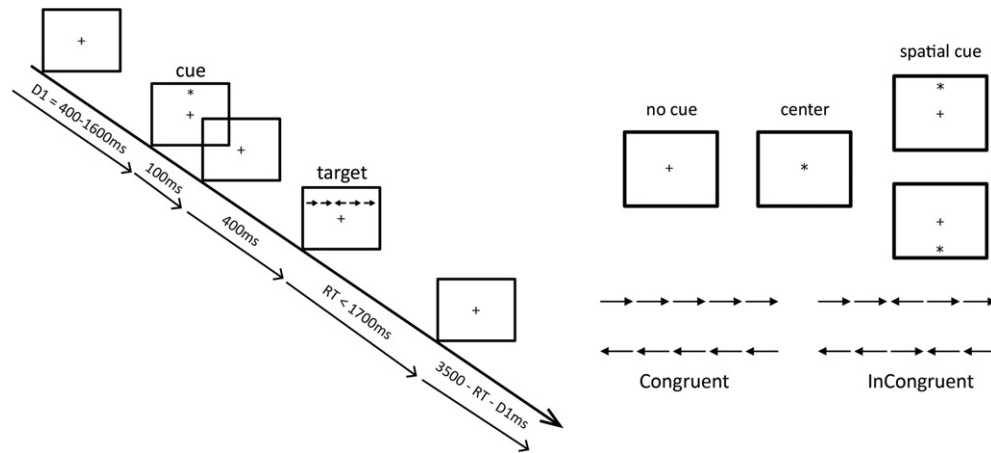 +
cue
*
+
+
target
+
+
D1 = 400-1600ms
100ms
400ms
RT < 1700ms
3500 - RT - D1ms
no cue
+
center
*
spatial cue
*
+
+
*
Congruent
InCongruent